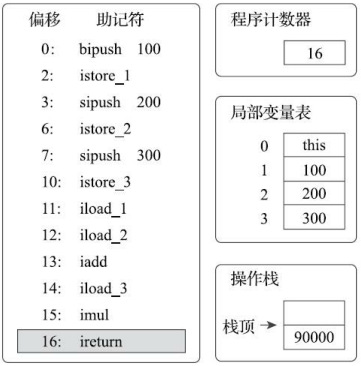 偏移 助记符
0: bipush 100
2: istore_1
3: sipush 200
6: istore_2
7: sipush 300
10: istore_3
11: iload_1
12: iload_2
13: iadd
14: iload_3
15: imul
16: ireturn
程序计数器
16
局部变量表
0 this
1 100
2 200
3 300
操作栈
栈顶
90000